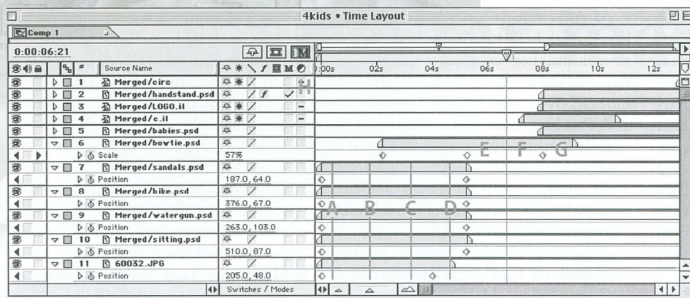 4kids • Time Layout
Comp 1
0:00:06:21
:00s 02s 04s 06s 08s 10s 12s
# Source Name
1 Merged/circ
H
2 Merged/handstand.psd
3 Merged/LOGO.il
4 Merged/c.il
5 Merged/babies.psd
6 Merged/bowtie.psd
E F G
Scale 57%
7 Merged/sandals.psd
Position 187.0, 64.0
8 Merged/bike.psd
Position 376.0, 67.0
A B C D
9 Merged/watergun.psd
Position 263.0, 103.0
10 Merged/sitting.psd
Position 510.0, 87.0
11 60032.JPG
Position 205.0, 48.0
Switches / Modes